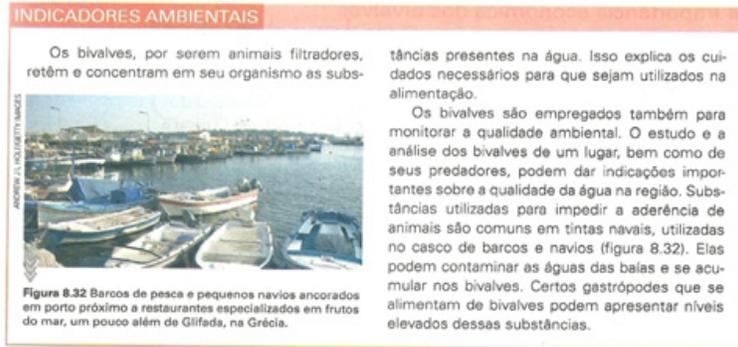 INDICADORES AMBIENTAIS
Os bivalves, por serem animais filtradores,
retêm e concentram em seu organismo as subs-
ANDREW J.L. HOLT/GETTY IMAGES
Figura 8.32 Barcos de pesca e pequenos navios ancorados
em porto próximo a restaurantes especializados em frutos
do mar, um pouco além de Glifada, na Grécia.
tâncias presentes na água. Isso explica os cui-
dados necessários para que sejam utilizados na
alimentação.
Os bivalves são empregados também para
monitorar a qualidade ambiental. O estudo e a
análise dos bivalves de um lugar, bem como de
seus predadores, podem dar indicações impor-
tantes sobre a qualidade da água na região. Subs-
tâncias utilizadas para impedir a aderência de
animais são comuns em tintas navais, utilizadas
no casco de barcos e navios (figura 8.32). Elas
podem contaminar as águas das baías e se acu-
mular nos bivalves. Certos gastrópodes que se
alimentam de bivalves podem apresentar níveis
elevados dessas substâncias.